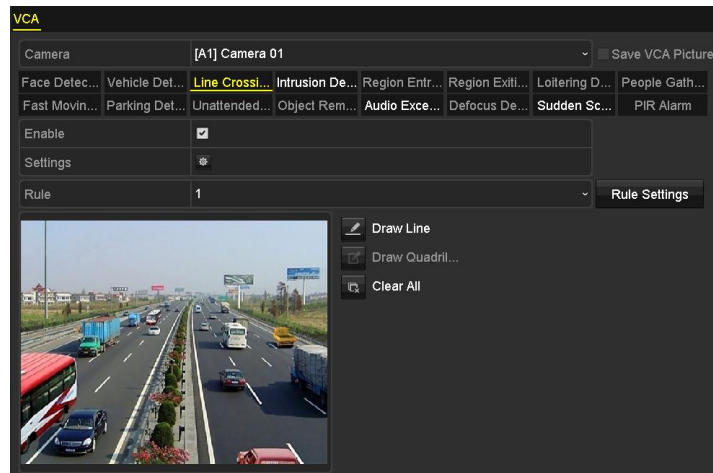 VCA
Camera [A1] Camera 01 Save VCA Picture
Face Detec... Vehicle Det... Line Crossi... Intrusion De... Region Entr... Region Exiti... Loitering D... People Gath...
Fast Movin... Parking Det... Unattended... Object Rem... Audio Exce... Defocus De... Sudden Sc... PIR Alarm
Enable
Settings
Rule 1 Rule Settings
Draw Line
Draw Quadril...
Clear All